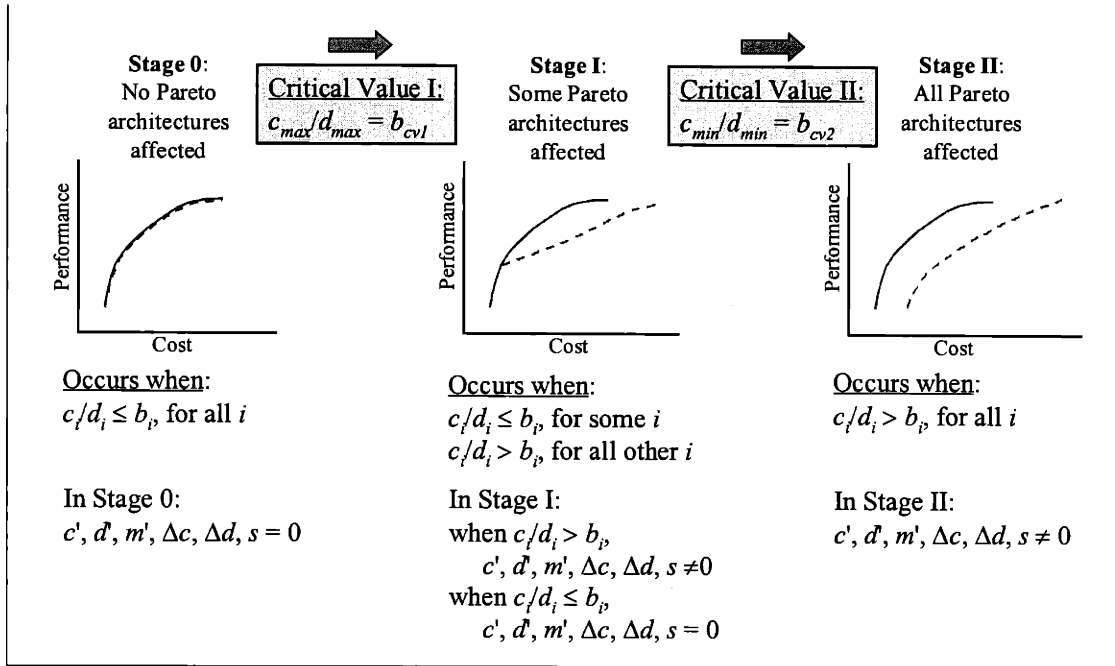 Stage 0:
No Pareto
architectures
affected
Critical Value I:
c_max/d_max = b_cv1
Stage I:
Some Pareto
architectures
affected
Critical Value II:
c_min/d_min = b_cv2
Stage II:
All Pareto
architectures
affected
Performance
Cost
Performance
Cost
Performance
Cost
Occurs when:
c_i/d_i ≤ b_i, for all i
In Stage 0:
c', d', m', Δc, Δd, s = 0
Occurs when:
c_i/d_i ≤ b_i, for some i
c_i/d_i > b_i, for all other i
In Stage I:
when c_i/d_i > b_i,
c', d', m', Δc, Δd, s ≠0
when c_i/d_i ≤ b_i,
c', d', m', Δc, Δd, s = 0
Occurs when:
c_i/d_i > b_i, for all i
In Stage II:
c', d', m', Δc, Δd, s ≠ 0